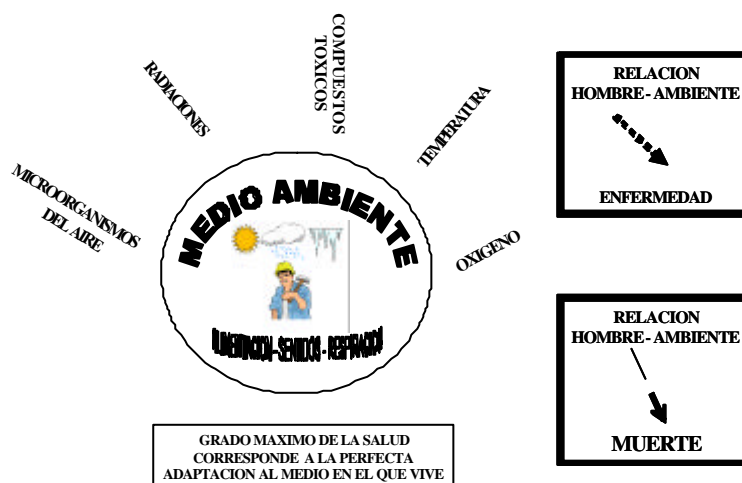 MICROORGANISMOS
DEL AIRE
RADIACIONES
COMPUESTOS
TOXICOS
TEMPERATURA
OXIGENO
MEDIO AMBIENTE
ALIMENTACION-SENTIDOS - RESPIRACION
GRADO MAXIMO DE LA SALUD
CORRESPONDE A LA PERFECTA
ADAPTACION AL MEDIO EN EL QUE VIVE
RELACION
HOMBRE - AMBIENTE
ENFERMEDAD
RELACION
HOMBRE - AMBIENTE
MUERTE